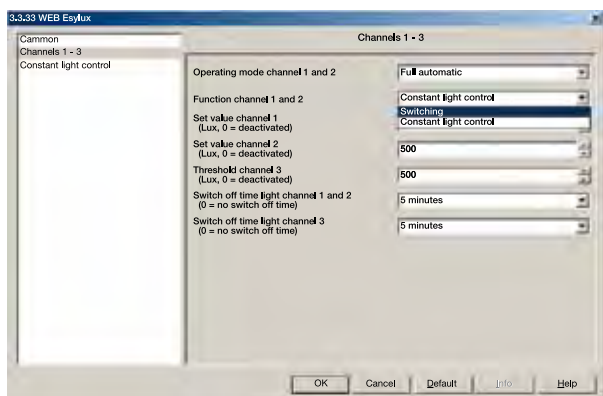 3.3.33 WEB Esylux
Cammon
Channels 1 - 3
Constant light control
Channels 1 - 3
Operating mode channel 1 and 2
Full automatic
Function channel 1 and 2
Constant light control
Switching
Constant light control
Set value channel 1
(Lux, 0 = deactivated)
Set value channel 2
(Lux, 0 = deactivated)
500
Threshold channel 3
(Lux, 0 = deactivated)
500
Switch off time light channel 1 and 2
(0 = no switch off time)
5 minutes
Switch off time light channel 3
(0 = no switch off time)
5 minutes
OK Cancel Default Info Help